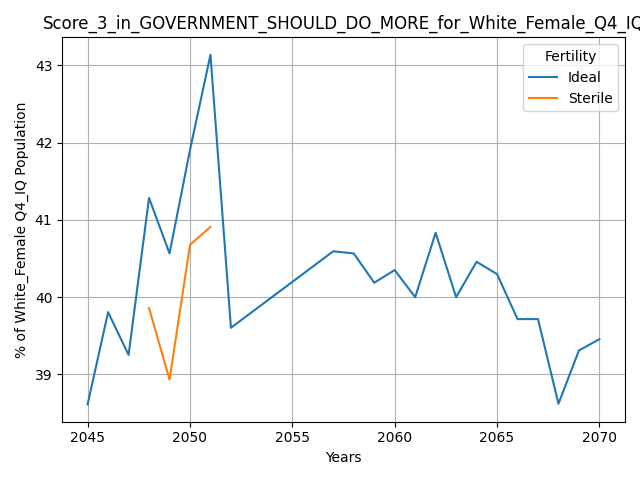 Score_3_in_GOVERNMENT_SHOULD_DO_MORE_for_White_Female_Q4_IQ
Fertility
Ideal
Sterile
% of White_Female Q4_IQ Population
43
42
41
40
39
2045 2050 2055 2060 2065 2070
Years